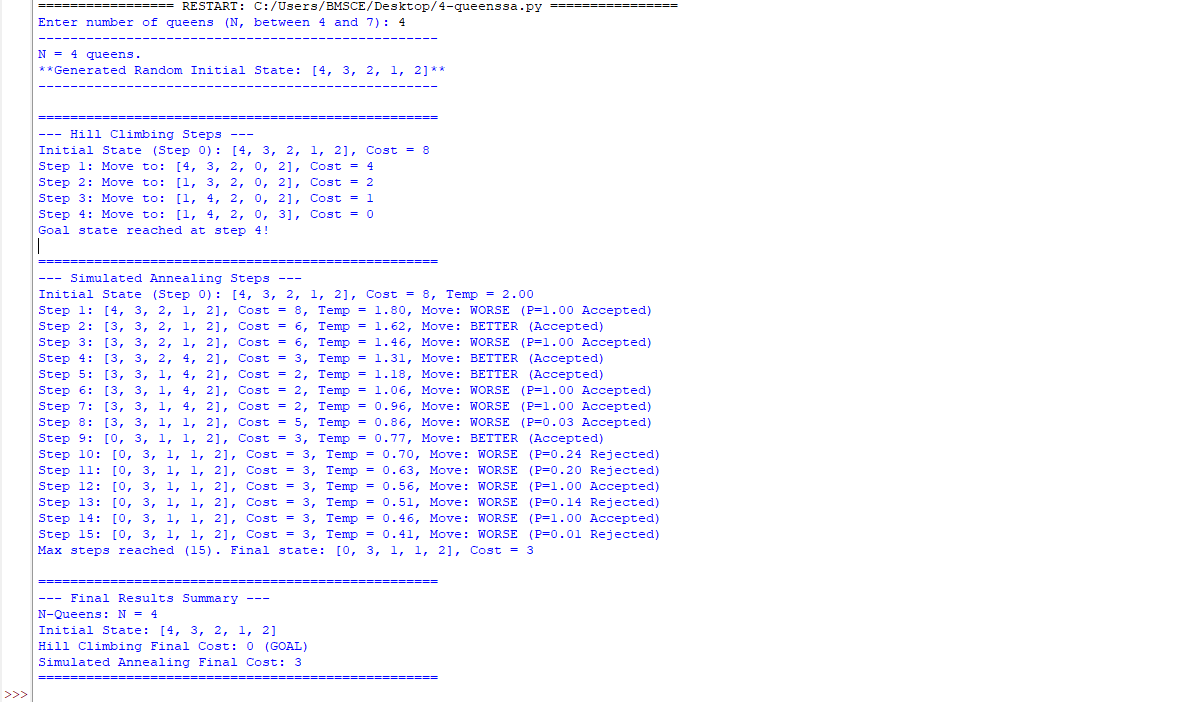 ================= RESTART: C:/Users/BMSCE/Desktop/4-queenssa.py ================
Enter number of queens (N, between 4 and 7): 4
--------------------------------------------------
N = 4 queens.
**Generated Random Initial State: [4, 3, 2, 1, 2]**
--------------------------------------------------
==================================================
--- Hill Climbing Steps ---
Initial State (Step 0): [4, 3, 2, 1, 2], Cost = 8
Step 1: Move to: [4, 3, 2, 0, 2], Cost = 4
Step 2: Move to: [1, 3, 2, 0, 2], Cost = 2
Step 3: Move to: [1, 4, 2, 0, 2], Cost = 1
Step 4: Move to: [1, 4, 2, 0, 3], Cost = 0
Goal state reached at step 4!
==================================================
--- Simulated Annealing Steps ---
Initial State (Step 0): [4, 3, 2, 1, 2], Cost = 8, Temp = 2.00
Step 1: [4, 3, 2, 1, 2], Cost = 8, Temp = 1.80, Move: WORSE (P=1.00 Accepted)
Step 2: [3, 3, 2, 1, 2], Cost = 6, Temp = 1.62, Move: BETTER (Accepted)
Step 3: [3, 3, 2, 1, 2], Cost = 6, Temp = 1.46, Move: WORSE (P=1.00 Accepted)
Step 4: [3, 3, 2, 4, 2], Cost = 3, Temp = 1.31, Move: BETTER (Accepted)
Step 5: [3, 3, 1, 4, 2], Cost = 2, Temp = 1.18, Move: BETTER (Accepted)
Step 6: [3, 3, 1, 4, 2], Cost = 2, Temp = 1.06, Move: WORSE (P=1.00 Accepted)
Step 7: [3, 3, 1, 4, 2], Cost = 2, Temp = 0.96, Move: WORSE (P=1.00 Accepted)
Step 8: [3, 3, 1, 1, 2], Cost = 5, Temp = 0.86, Move: WORSE (P=0.03 Accepted)
Step 9: [0, 3, 1, 1, 2], Cost = 3, Temp = 0.77, Move: BETTER (Accepted)
Step 10: [0, 3, 1, 1, 2], Cost = 3, Temp = 0.70, Move: WORSE (P=0.24 Rejected)
Step 11: [0, 3, 1, 1, 2], Cost = 3, Temp = 0.63, Move: WORSE (P=0.20 Rejected)
Step 12: [0, 3, 1, 1, 2], Cost = 3, Temp = 0.56, Move: WORSE (P=1.00 Accepted)
Step 13: [0, 3, 1, 1, 2], Cost = 3, Temp = 0.51, Move: WORSE (P=0.14 Rejected)
Step 14: [0, 3, 1, 1, 2], Cost = 3, Temp = 0.46, Move: WORSE (P=1.00 Accepted)
Step 15: [0, 3, 1, 1, 2], Cost = 3, Temp = 0.41, Move: WORSE (P=0.01 Rejected)
Max steps reached (15). Final state: [0, 3, 1, 1, 2], Cost = 3
==================================================
--- Final Results Summary ---
N-Queens: N = 4
Initial State: [4, 3, 2, 1, 2]
Hill Climbing Final Cost: 0 (GOAL)
Simulated Annealing Final Cost: 3
==================================================
>>>